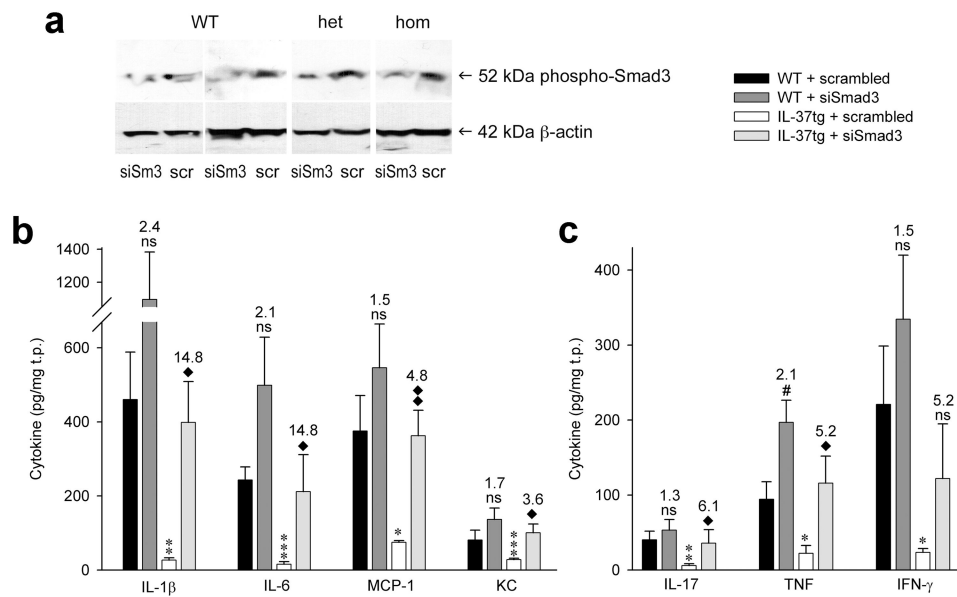 a
WT het hom
← 52 kDa phospho-Smad3
← 42 kDa β-actin
siSm3 scr siSm3 scr siSm3 scr siSm3 scr
WT + scrambled
WT + siSmad3
IL-37tg + scrambled
IL-37tg + siSmad3
b
Cytokine (pg/mg t.p.)
1400
1200
600
400
200
0
2.4
ns
**
14.8
◆
2.1
ns
***
14.8
◆
1.5
ns
*
4.8
◆
◆
1.7
ns
***
3.6
◆
IL-1β IL-6 MCP-1 KC
c
Cytokine (pg/mg t.p.)
400
300
200
100
0
1.3
ns
**
6.1
◆
2.1
#
*
5.2
◆
1.5
ns
*
5.2
ns
IL-17 TNF IFN-γ